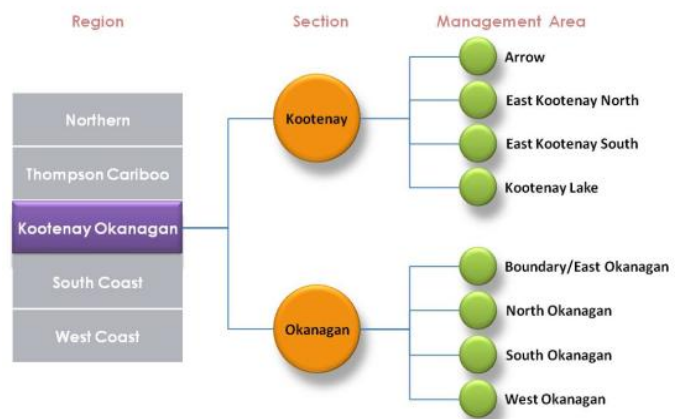 Region
Section
Management Area
Northern
Thompson Cariboo
Kootenay Okanagan
South Coast
West Coast
Kootenay
Okanagan
Arrow
East Kootenay North
East Kootenay South
Kootenay Lake
Boundary/East Okanagan
North Okanagan
South Okanagan
West Okanagan